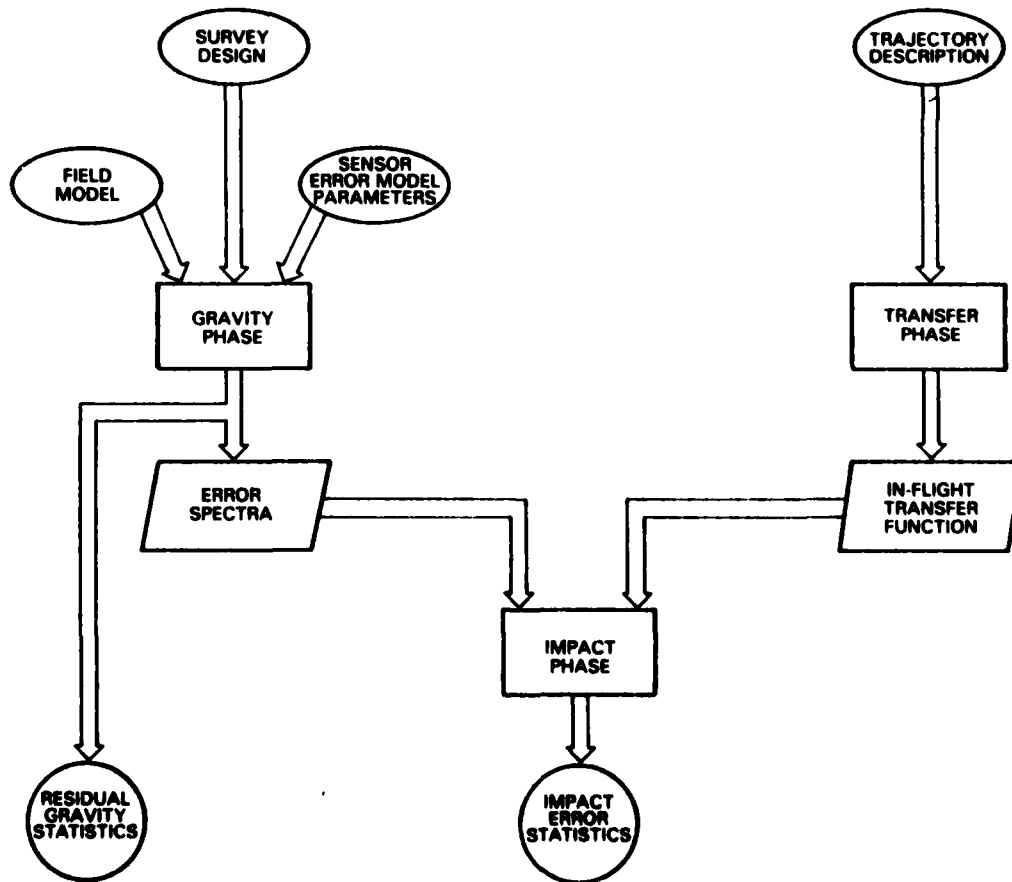 SURVEY
DESIGN
TRAJECTORY
DESCRIPTION
FIELD
MODEL
SENSOR
ERROR MODEL
PARAMETERS
GRAVITY
PHASE
TRANSFER
PHASE
ERROR
SPECTRA
IN-FLIGHT
TRANSFER
FUNCTION
IMPACT
PHASE
RESIDUAL
GRAVITY
STATISTICS
IMPACT
ERROR
STATISTICS